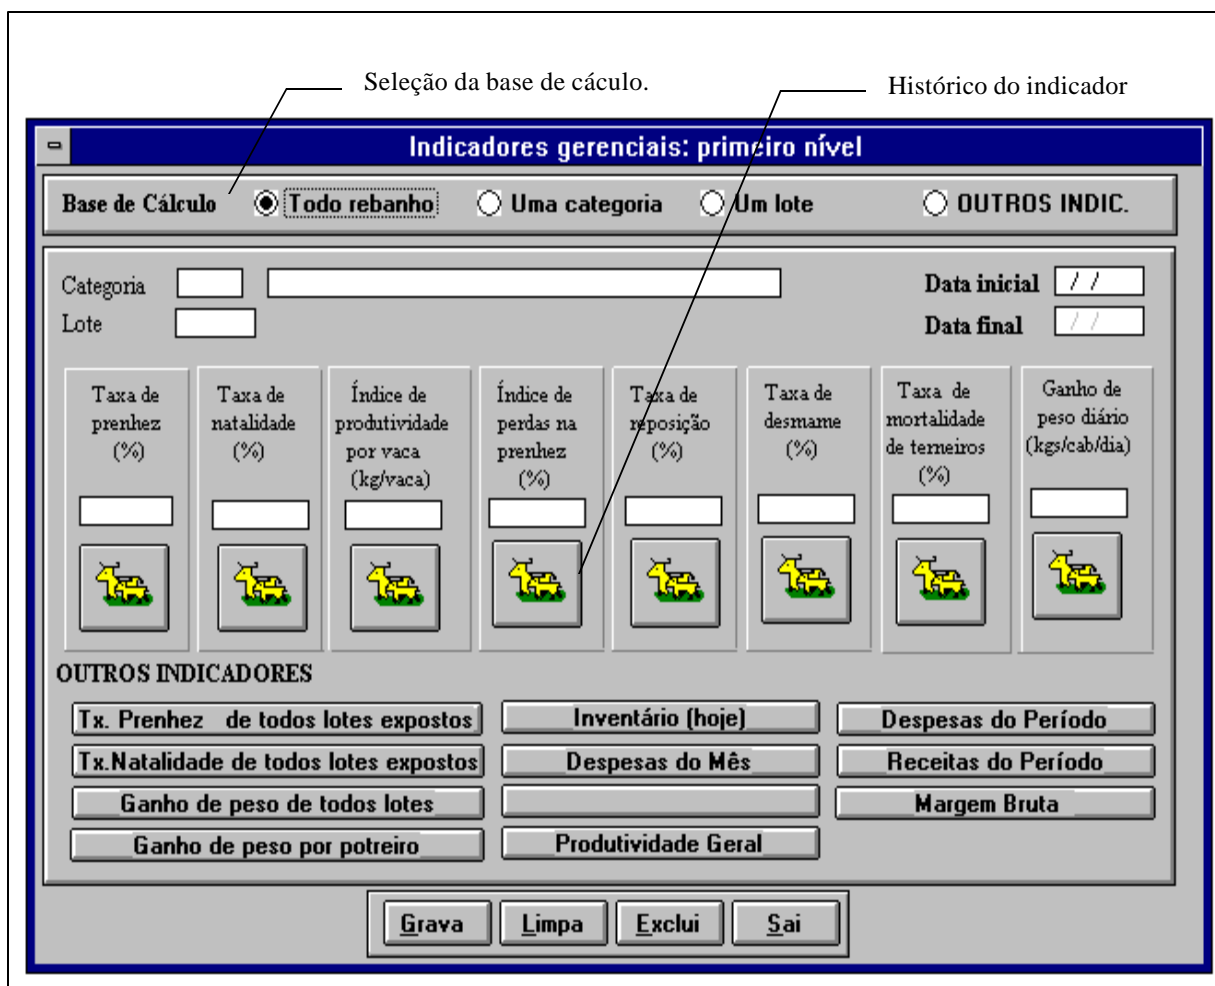 Seleção da base de cáculo.
Histórico do indicador
Indicadores gerenciais: primeiro nível
Base de Cálculo Todo rebanho Uma categoria Um lote OUTROS INDIC.
Categoria
Data inicial / /
Lote
Data final / /
Taxa de
prenhez
(%)
Taxa de
natalidade
(%)
Índice de
produtividade
por vaca
(kg/vaca)
Índice de
perdas na
prenhez
(%)
Taxa de
reposição
(%)
Taxa de
desmame
(%)
Taxa de
mortalidade
de terneiros
(%)
Ganho de
peso diário
(kgs/cab/dia)
OUTROS INDICADORES
Tx. Prenhez de todos lotes expostos
Inventário (hoje)
Despesas do Período
Tx.Natalidade de todos lotes expostos
Despesas do Mês
Receitas do Período
Ganho de peso de todos lotes
Margem Bruta
Ganho de peso por potreiro
Produtividade Geral
Grava Limpa Exclui Sai